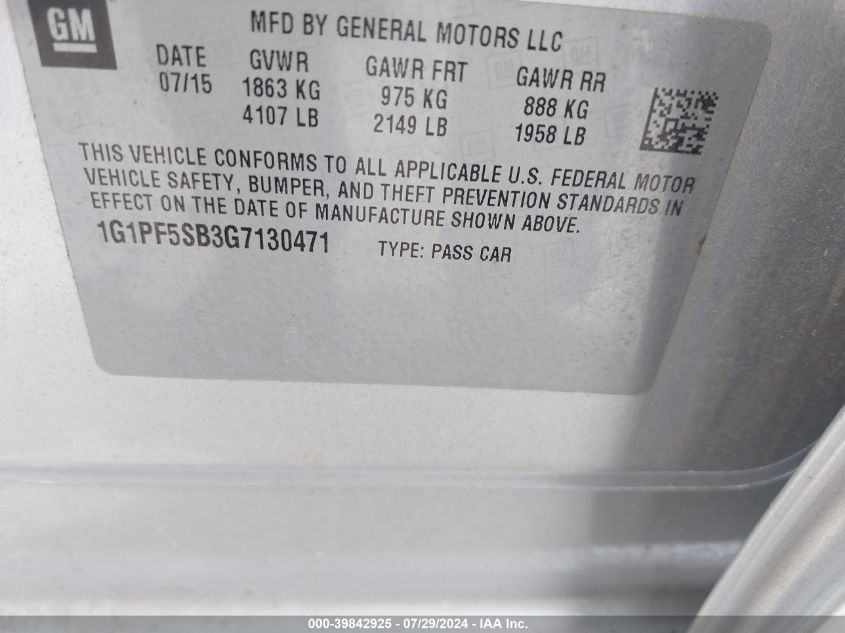 GM
MFD BY GENERAL MOTORS LLC
DATE GVWR GAWR FRT GAWR RR
07/15 1863 KG 975 KG 888 KG
4107 LB 2149 LB 1958 LB
THIS VEHICLE CONFORMS TO ALL APPLICABLE U.S. FEDERAL MOTOR
VEHICLE SAFETY, BUMPER, AND THEFT PREVENTION STANDARDS IN
EFFECT ON THE DATE OF MANUFACTURE SHOWN ABOVE.
1G1PF5SB3G7130471 TYPE: PASS CAR
000-39842925 - 07/29/2024 - IAA Inc.